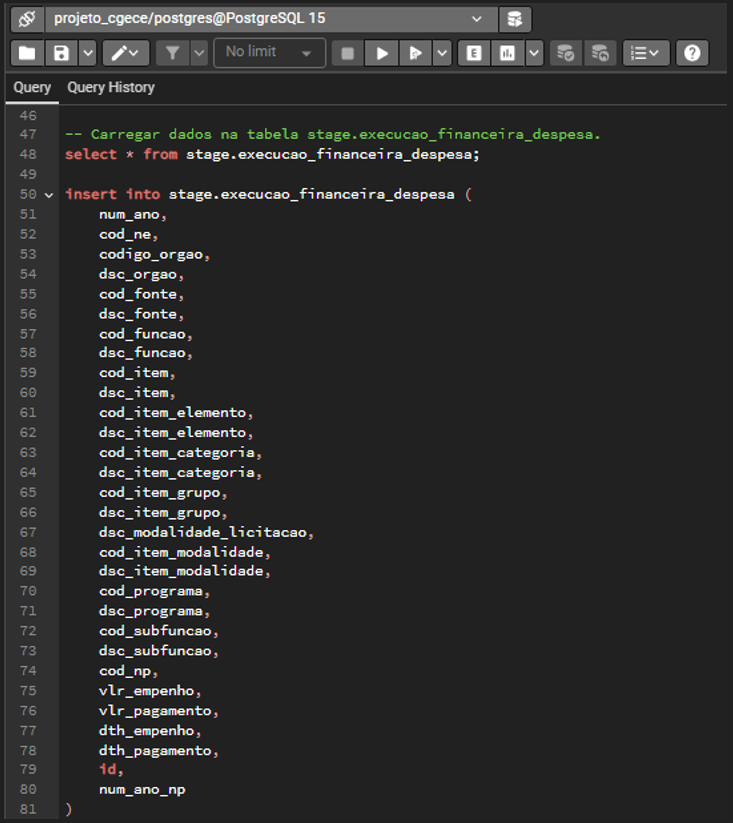 projeto_cgece/postgres@PostgreSQL 15
No limit
E
Query Query History
46
47 -- Carregar dados na tabela stage.execucao_financeira_despesa.
48 select * from stage.execucao_financeira_despesa;
49
50 insert into stage.execucao_financeira_despesa (
51 num_ano,
52 cod_ne,
53 codigo_orgao,
54 dsc_orgao,
55 cod_fonte,
56 dsc_fonte,
57 cod_funcao,
58 dsc_funcao,
59 cod_item,
60 dsc_item,
61 cod_item_elemento,
62 dsc_item_elemento,
63 cod_item_categoria,
64 dsc_item_categoria,
65 cod_item_grupo,
66 dsc_item_grupo,
67 dsc_modalidade_licitacao,
68 cod_item_modalidade,
69 dsc_item_modalidade,
70 cod_programa,
71 dsc_programa,
72 cod_subfuncao,
73 dsc_subfuncao,
74 cod_np,
75 vlr_empenho,
76 vlr_pagamento,
77 dth_empenho,
78 dth_pagamento,
79 id,
80 num_ano_np
81 )